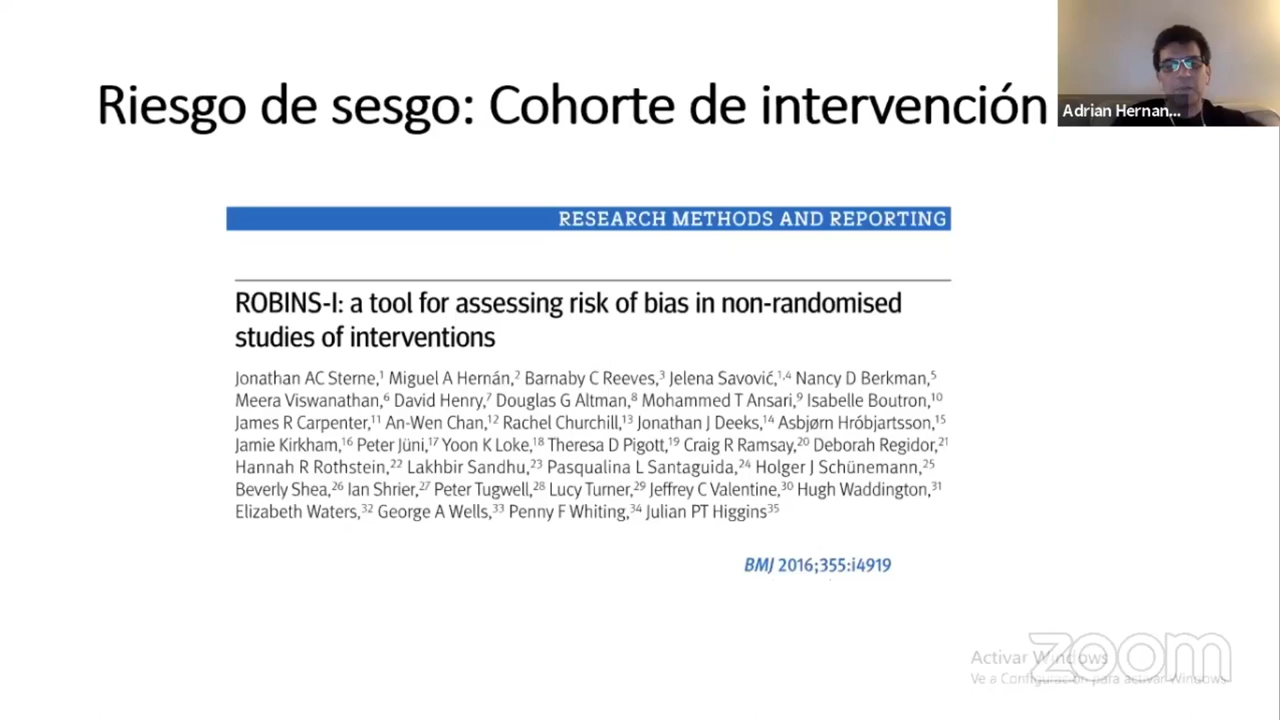 Riesgo de sesgo: Cohorte de intervención
Adrian Hernan...
RESEARCH METHODS AND REPORTING
ROBINS-I: a tool for assessing risk of bias in non-randomised
studies of interventions
Jonathan AC Sterne,¹ Miguel A Hernán,² Barnaby C Reeves,³ Jelena Savović,¹,⁴ Nancy D Berkman,⁵
Meera Viswanathan,⁶ David Henry,⁷ Douglas G Altman,⁸ Mohammed T Ansari,⁹ Isabelle Boutron,¹⁰
James R Carpenter,¹¹ An-Wen Chan,¹² Rachel Churchill,¹³ Jonathan J Deeks,¹⁴ Asbjørn Hróbjartsson,¹⁵
Jamie Kirkham,¹⁶ Peter Jüni,¹⁷ Yoon K Loke,¹⁸ Theresa D Pigott,¹⁹ Craig R Ramsay,²⁰ Deborah Regidor,²¹
Hannah R Rothstein,²² Lakhbir Sandhu,²³ Pasqualina L Santaguida,²⁴ Holger J Schünemann,²⁵
Beverly Shea,²⁶ Ian Shrier,²⁷ Peter Tugwell,²⁸ Lucy Turner,²⁹ Jeffrey C Valentine,³⁰ Hugh Waddington,³¹
Elizabeth Waters,³² George A Wells,³³ Penny F Whiting,³⁴ Julian PT Higgins³⁵
BMJ 2016;355:i4919
zoom
Activar Windows
Ve a Configuración para activar Windows